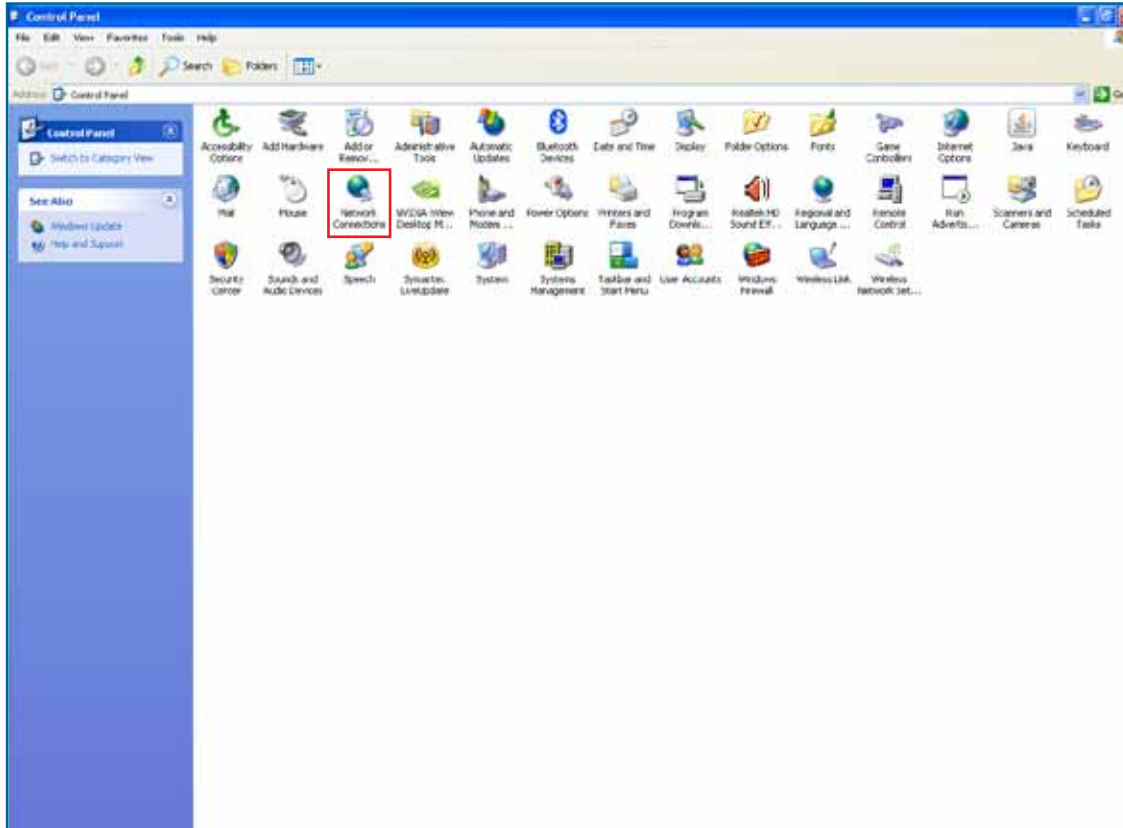 Control Panel
File Edit View Favorites Tools Help
Search Folders
Address Control Panel Go
Control Panel
Switch to Category View
See Also
Windows Update
Help and Support
Accessibility Options
Add Hardware
Add or Remov...
Administrative Tools
Automatic Updates
Bluetooth Devices
Date and Time
Display
Folder Options
Fonts
Game Controllers
Internet Options
Java
Keyboard
Mail
Mouse
Network Connections
NVIDIA nView Desktop M...
Phone and Modem ...
Power Options
Printers and Faxes
Program Downlo...
Realtek HD Sound Eff...
Regional and Language ...
Remote Control
Run Advertis...
Scanners and Cameras
Scheduled Tasks
Security Center
Sounds and Audio Devices
Speech
Symantec LiveUpdate
System
Systems Management
Taskbar and Start Menu
User Accounts
Windows Firewall
Wireless Link
Wireless Network Set...